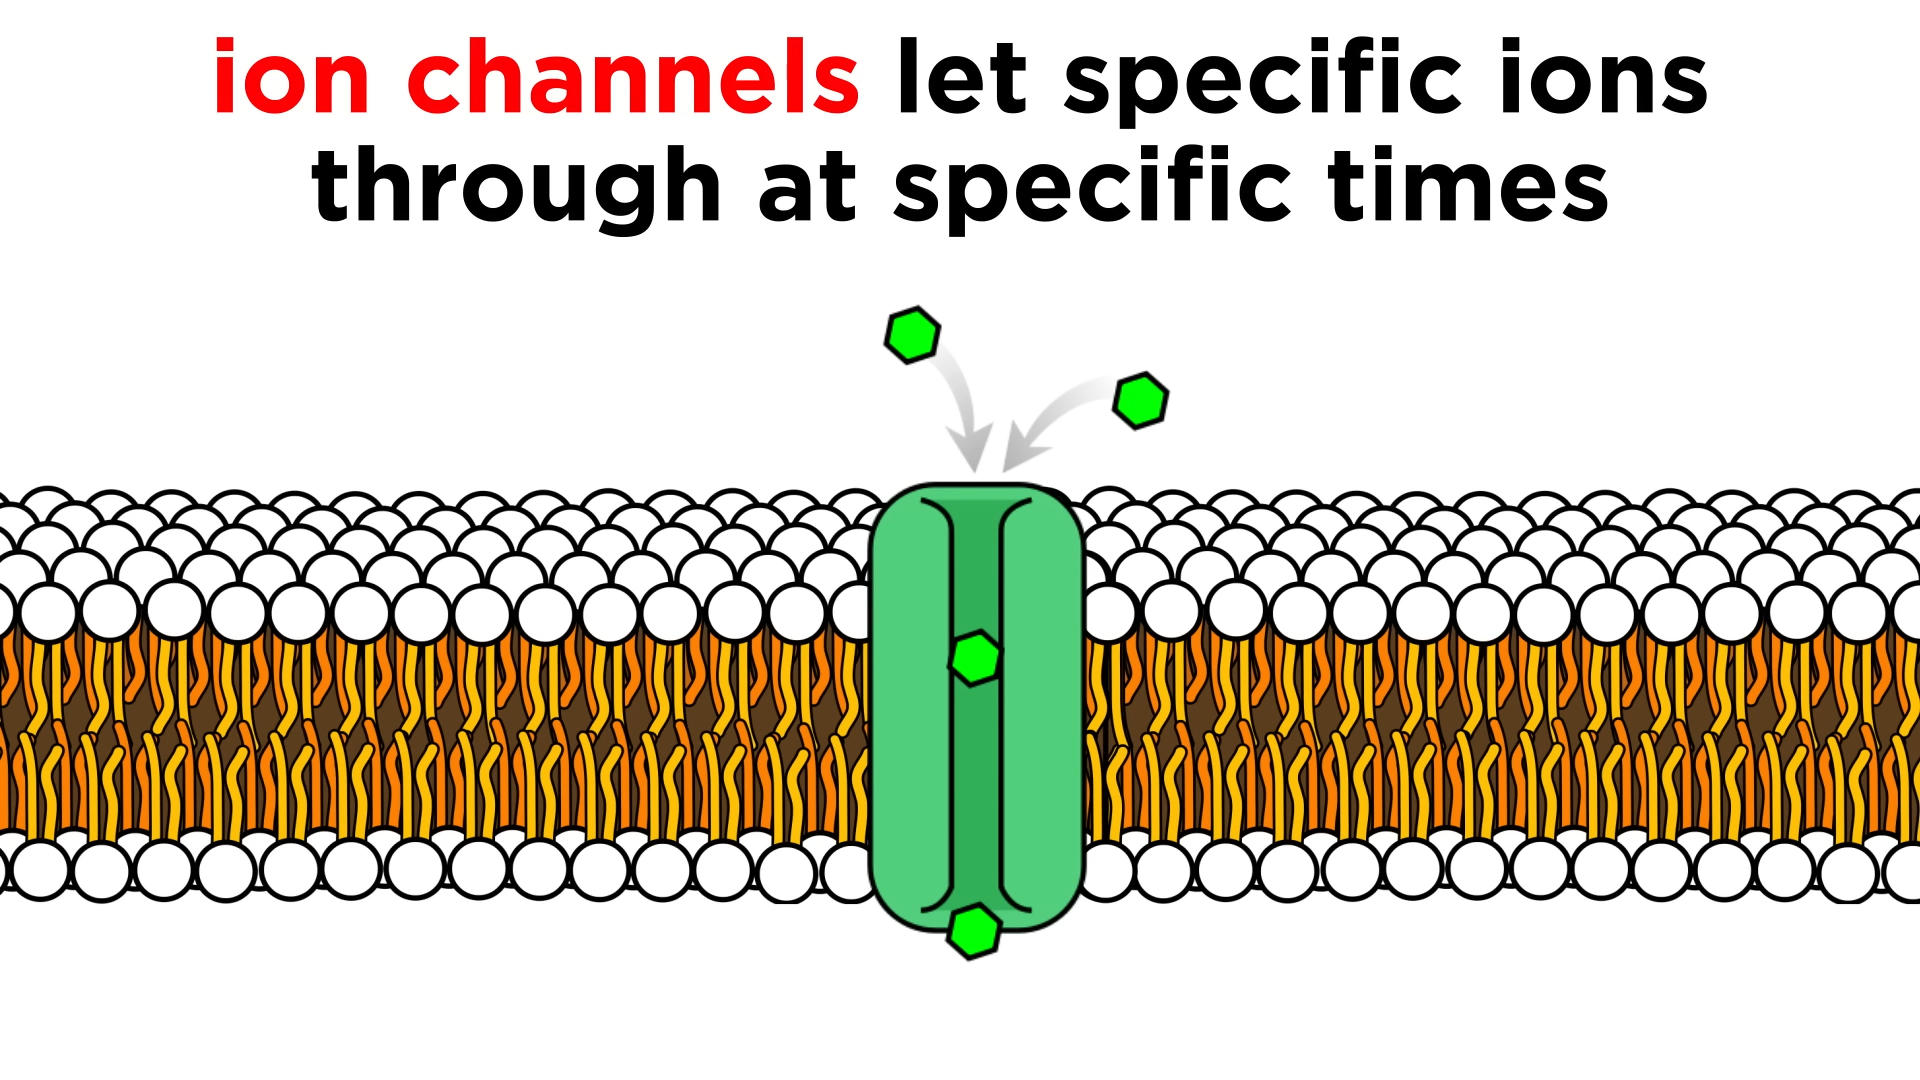 ion channels let specific ions
through at specific times